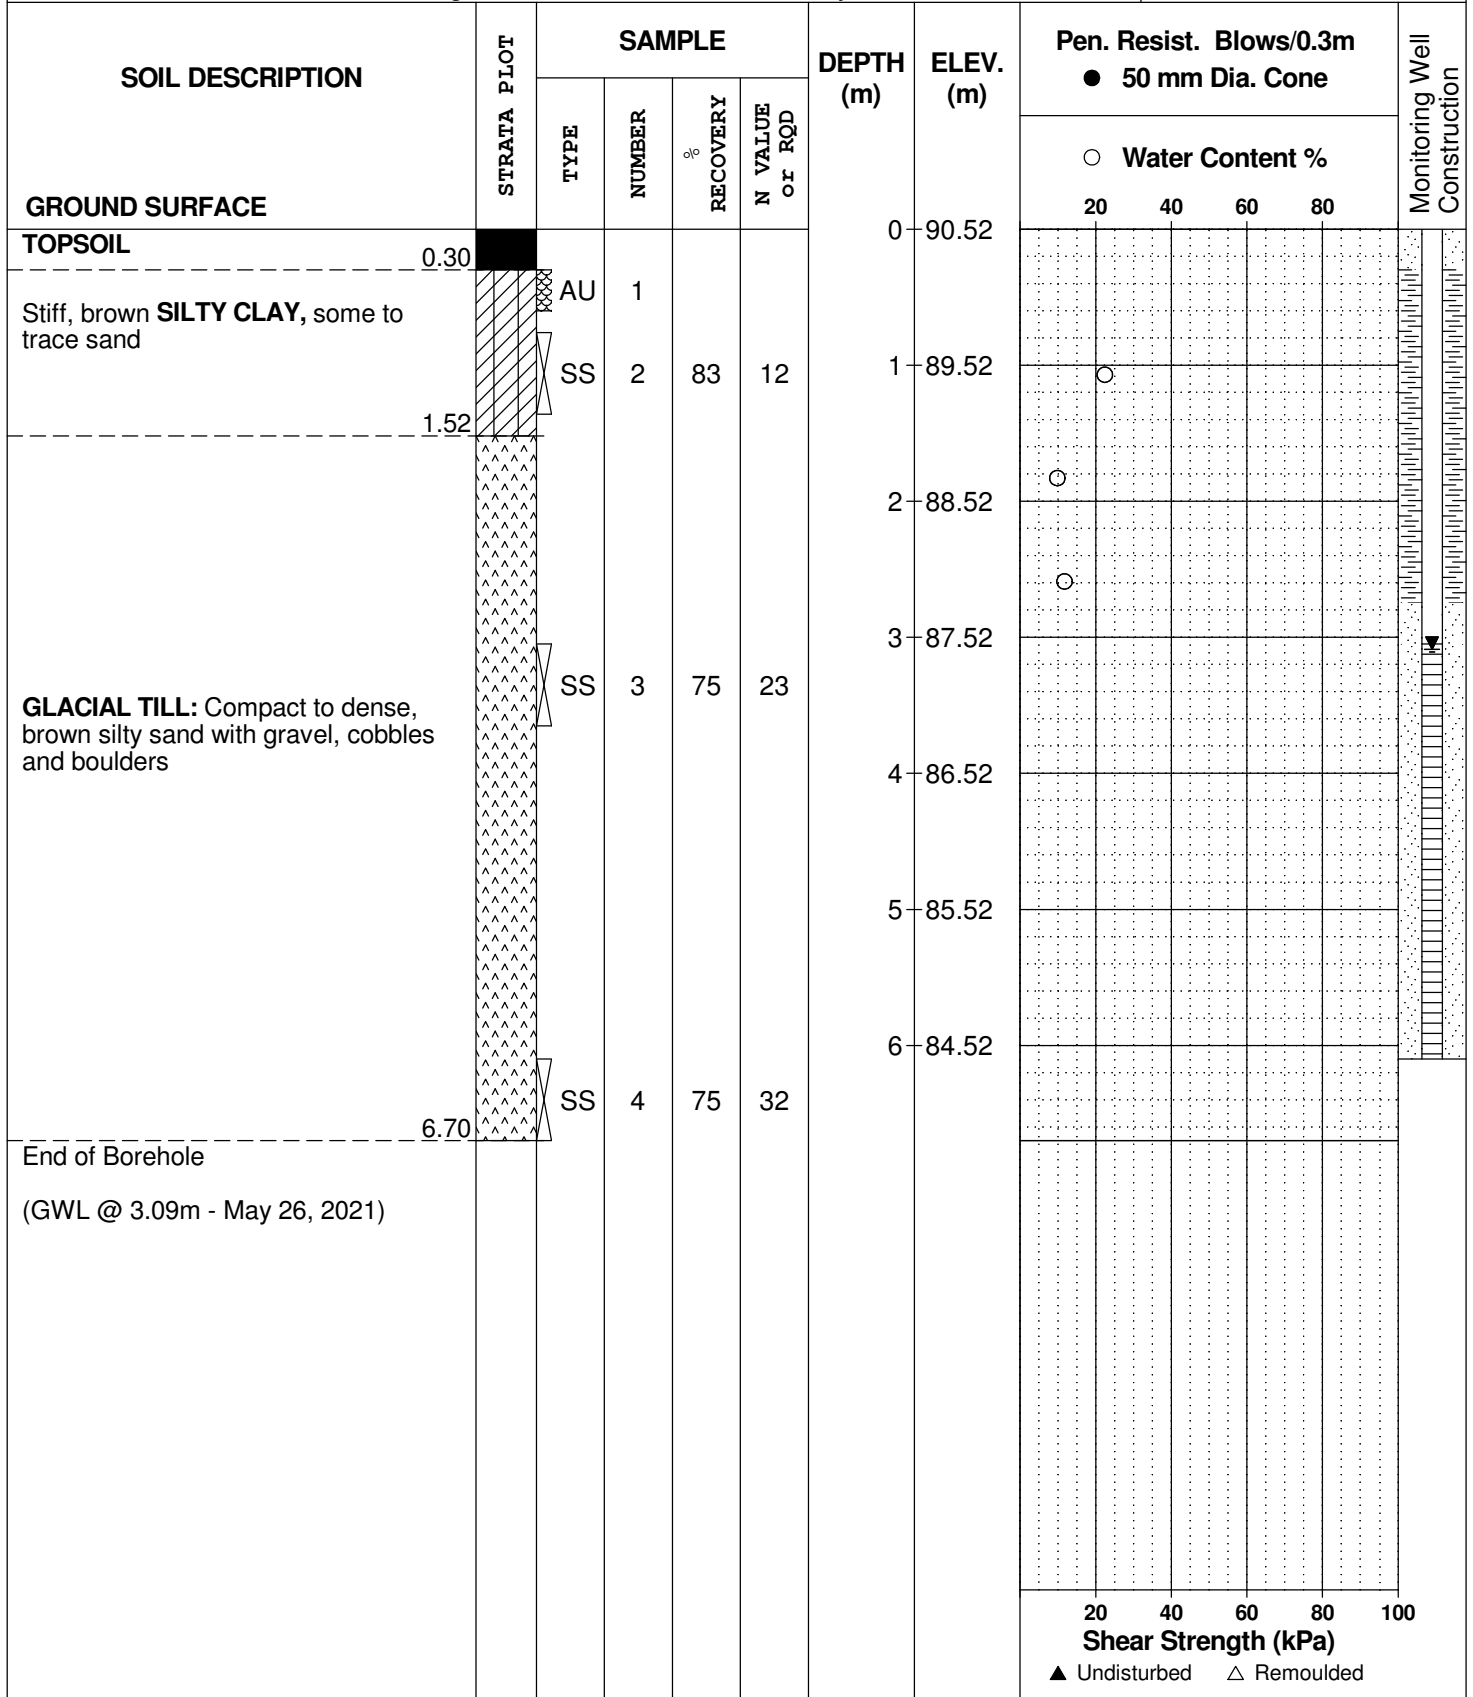 SOIL DESCRIPTION
GROUND SURFACE
STRATA PLOT
SAMPLE
TYPE
NUMBER
% RECOVERY
N VALUE or RQD
DEPTH (m)
ELEV. (m)
Pen. Resist. Blows/0.3m
● 50 mm Dia. Cone
○ Water Content %
20 40 60 80
Monitoring Well Construction
TOPSOIL
0.30
0 90.52
AU 1
Stiff, brown SILTY CLAY, some to
trace sand
SS 2 83 12
1 89.52
1.52
2 88.52
3 87.52
SS 3 75 23
GLACIAL TILL: Compact to dense,
brown silty sand with gravel, cobbles
and boulders
4 86.52
5 85.52
6 84.52
SS 4 75 32
6.70
End of Borehole
(GWL @ 3.09m - May 26, 2021)
20 40 60 80 100
Shear Strength (kPa)
▲ Undisturbed △ Remoulded